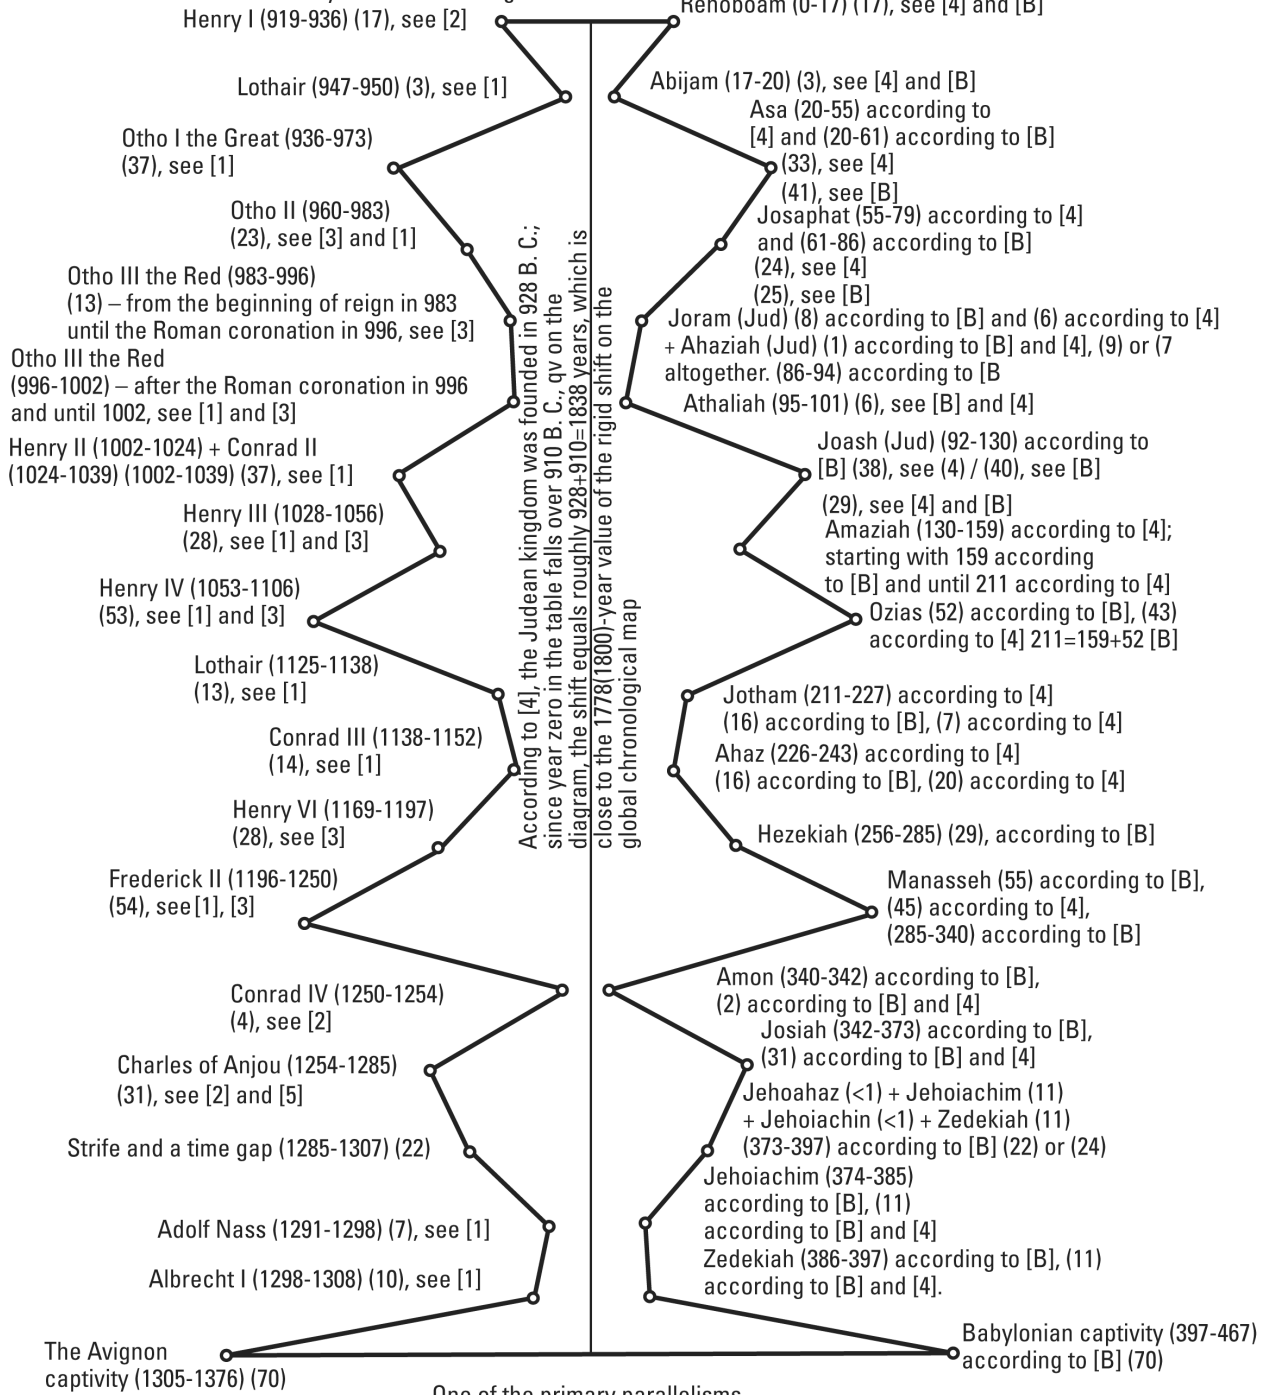 Henry I (919-936) (17), see [2]
Rehoboam (0-17) (17), see [4] and [B]
Lothair (947-950) (3), see [1]
Abijam (17-20) (3), see [4] and [B]
Otho I the Great (936-973)
(37), see [1]
Asa (20-55) according to
[4] and (20-61) according to [B]
(33), see [4]
(41), see [B]
Otho II (960-983)
(23), see [3] and [1]
Josaphat (55-79) according to [4]
and (61-86) according to [B]
(24), see [4]
(25), see [B]
Otho III the Red (983-996)
(13) – from the beginning of reign in 983
until the Roman coronation in 996, see [3]
Joram (Jud) (8) according to [B] and (6) according to [4]
+ Ahaziah (Jud) (1) according to [B] and [4], (9) or (7
altogether. (86-94) according to [B
Otho III the Red
(996-1002) – after the Roman coronation in 996
and until 1002, see [1] and [3]
Athaliah (95-101) (6), see [B] and [4]
Henry II (1002-1024) + Conrad II
(1024-1039) (1002-1039) (37), see [1]
Joash (Jud) (92-130) according to
[B] (38), see (4) / (40), see [B]
Henry III (1028-1056)
(28), see [1] and [3]
(29), see [4] and [B]
Amaziah (130-159) according to [4];
starting with 159 according
to [B] and until 211 according to [4]
Henry IV (1053-1106)
(53), see [1] and [3]
Ozias (52) according to [B], (43)
according to [4] 211=159+52 [B]
Lothair (1125-1138)
(13), see [1]
Jotham (211-227) according to [4]
(16) according to [B], (7) according to [4]
Conrad III (1138-1152)
(14), see [1]
Ahaz (226-243) according to [4]
(16) according to [B], (20) according to [4]
Henry VI (1169-1197)
(28), see [3]
Hezekiah (256-285) (29), according to [B]
Frederick II (1196-1250)
(54), see [1], [3]
Manasseh (55) according to [B],
(45) according to [4],
(285-340) according to [B]
Conrad IV (1250-1254)
(4), see [2]
Amon (340-342) according to [B],
(2) according to [B] and [4]
Charles of Anjou (1254-1285)
(31), see [2] and [5]
Josiah (342-373) according to [B],
(31) according to [B] and [4]
Strife and a time gap (1285-1307) (22)
Jehoahaz (<1) + Jehoiachim (11)
+ Jehoiachin (<1) + Zedekiah (11)
(373-397) according to [B] (22) or (24)
Adolf Nass (1291-1298) (7), see [1]
Jehoiachim (374-385)
according to [B], (11)
according to [B] and [4]
Albrecht I (1298-1308) (10), see [1]
Zedekiah (386-397) according to [B], (11)
according to [B] and [4].
The Avignon
captivity (1305-1376) (70)
Babylonian captivity (397-467)
according to [B] (70)
According to [4], the Judean kingdom was founded in 928 B. C.;
since year zero in the table falls over 910 B. C., qv on the
diagram, the shift equals roughly 928+910=1838 years, which is
close to the 1778(1800)-year value of the rigid shift on the
global chronological map
One of the primary parallelisms